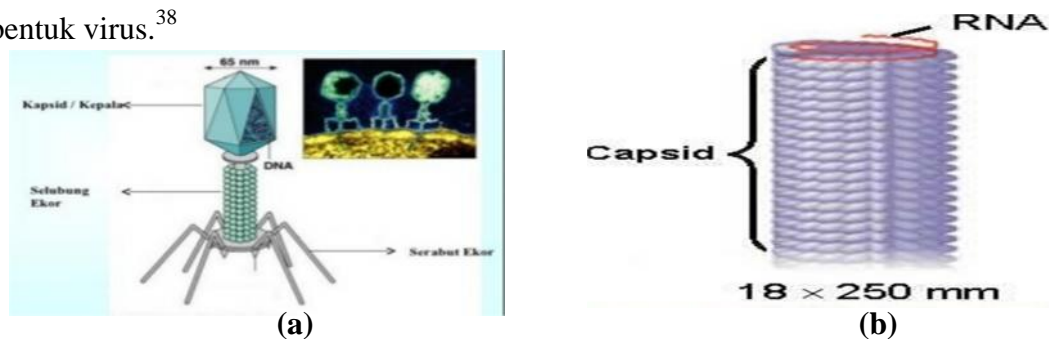 bentuk virus.38
65 nm
Kapsid / Kepala
DNA
Selubung
Ekor
Serabut Ekor
(a)
RNA
Capsid
18 × 250 mm
(b)